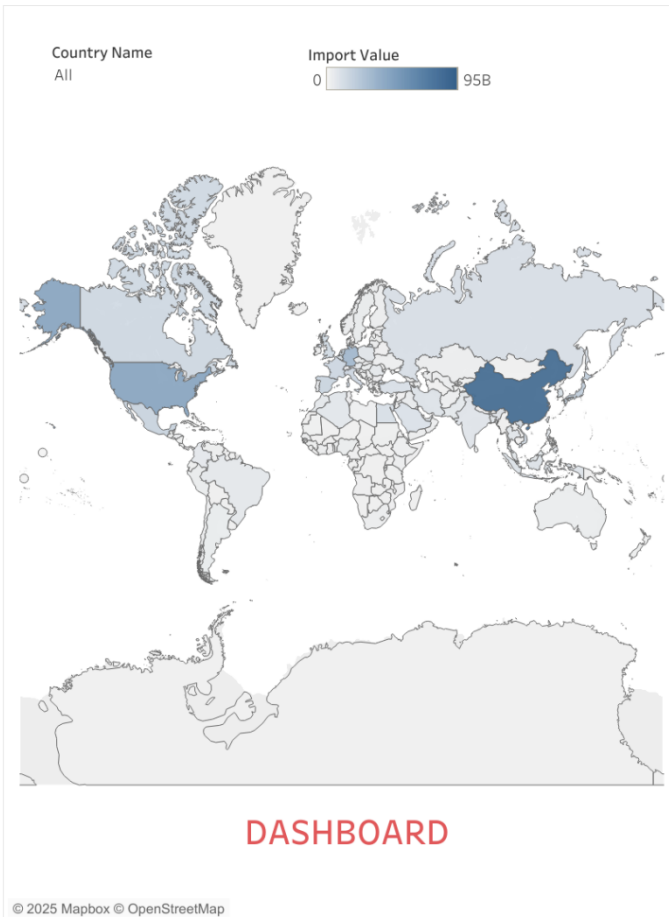 Country Name
All
Import Value
0
95B
DASHBOARD
© 2025 Mapbox © OpenStreetMap